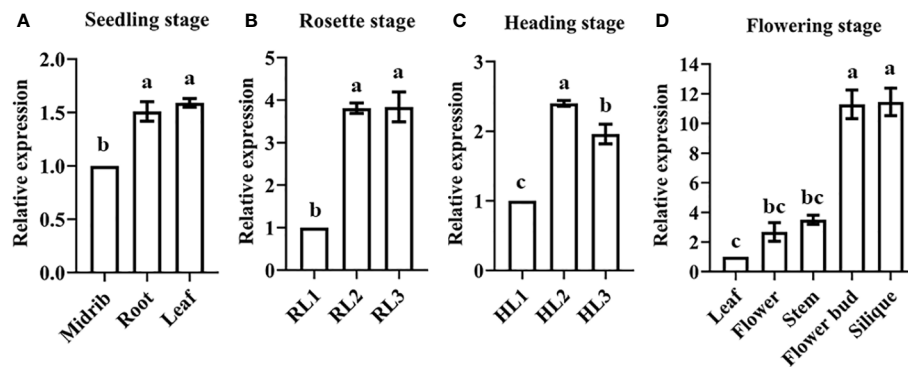 A
Seedling stage
Relative expression
2.0
1.5
1.0
0.5
0.0
b
a
a
Midrib
Root
Leaf
B
Rosette stage
Relative expression
5
4
3
2
1
0
b
a
a
RL1
RL2
RL3
C
Heading stage
Relative expression
3
2
1
0
c
a
b
HL1
HL2
HL3
D
Flowering stage
Relative expression
14
12
10
8
6
4
2
0
c
bc
bc
a
a
Leaf
Flower
Stem
Flower bud
Silique